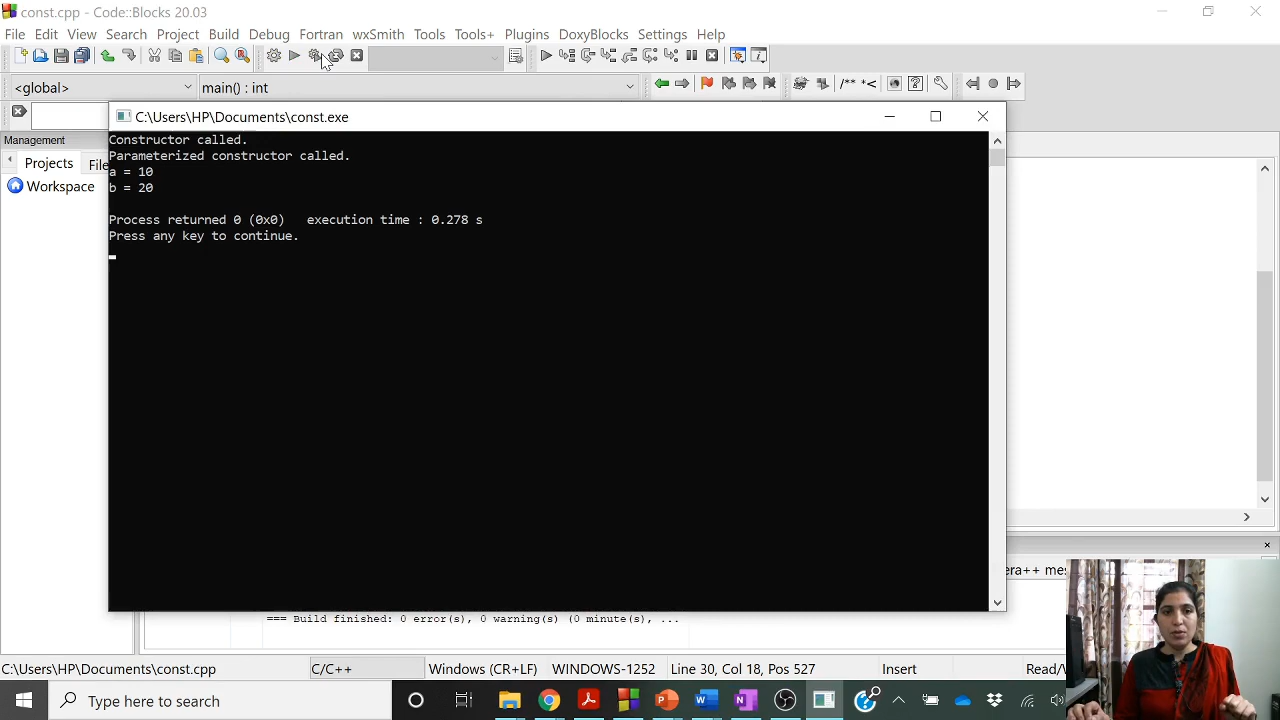 const.cpp - Code::Blocks 20.03
File Edit View Search Project Build Debug Fortran wxSmith Tools Tools+ Plugins DoxyBlocks Settings Help
<global> main() : int
/** *<
C:\Users\HP\Documents\const.exe
Management
Projects
Workspace
Constructor called.
Parameterized constructor called.
a = 10
b = 20
Process returned 0 (0x0) execution time : 0.278 s
Press any key to continue.
=== Build finished: 0 error(s), 0 warning(s) (0 minute(s), ...
C:\Users\HP\Documents\const.cpp C/C++ Windows (CR+LF) WINDOWS-1252 Line 30, Col 18, Pos 527 Insert
Type here to search